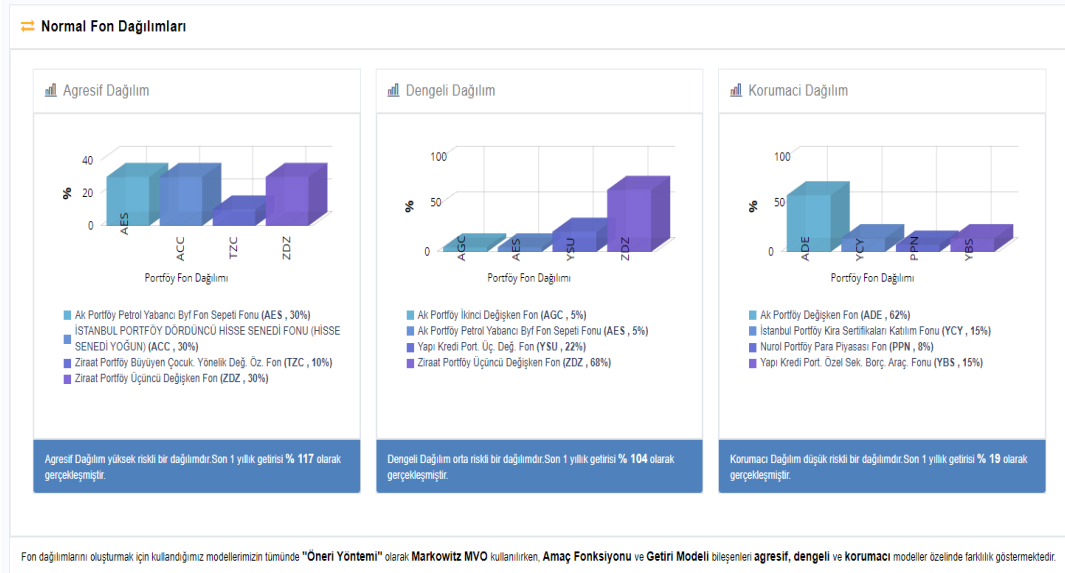 Normal Fon Dağılımları
Agresif Dağılım
40
20
0
%
AES
ACC
TZC
ZDZ
Portföy Fon Dağılımı
Ak Portföy Petrol Yabancı Byf Fon Sepeti Fonu (AES , 30%)
İSTANBUL PORTFÖY DÖRDÜNCÜ HİSSE SENEDİ FONU (HİSSE
SENEDİ YOĞUN) (ACC , 30%)
Ziraat Portföy Büyüyen Çocuk. Yönelik Değ. Öz. Fon (TZC , 10%)
Ziraat Portföy Üçüncü Değişken Fon (ZDZ , 30%)
Agresif Dağılım yüksek riskli bir dağılımdır.Son 1 yıllık getirisi % 117 olarak
gerçekleşmiştir.
Dengeli Dağılım
100
50
0
%
AGC
AES
YSU
ZDZ
Portföy Fon Dağılımı
Ak Portföy İkinci Değişken Fon (AGC , 5%)
Ak Portföy Petrol Yabancı Byf Fon Sepeti Fonu (AES , 5%)
Yapı Kredi Port. Üç. Değ. Fon (YSU , 22%)
Ziraat Portföy Üçüncü Değişken Fon (ZDZ , 68%)
Dengeli Dağılım orta riskli bir dağılımdır.Son 1 yıllık getirisi % 104 olarak
gerçekleşmiştir.
Korumaci Dağılım
100
50
0
%
ADE
YCY
PPN
YBS
Portföy Fon Dağılımı
Ak Portföy Değişken Fon (ADE , 62%)
İstanbul Portföy Kira Sertifikaları Katılım Fonu (YCY , 15%)
Nurol Portföy Para Piyasası Fon (PPN , 8%)
Yapı Kredi Port. Özel Sek. Borç. Araç. Fonu (YBS , 15%)
Korumacı Dağılım düşük riskli bir dağılımdır.Son 1 yıllık getirisi % 19 olarak
gerçekleşmiştir.
Fon dağılımlarını oluşturmak için kullandığımız modellerimizin tümünde "Öneri Yöntemi" olarak Markowitz MVO kullanılırken, Amaç Fonksiyonu ve Getiri Modeli bileşenleri agresif, dengeli ve korumacı modeller özelinde farklılık göstermektedir.